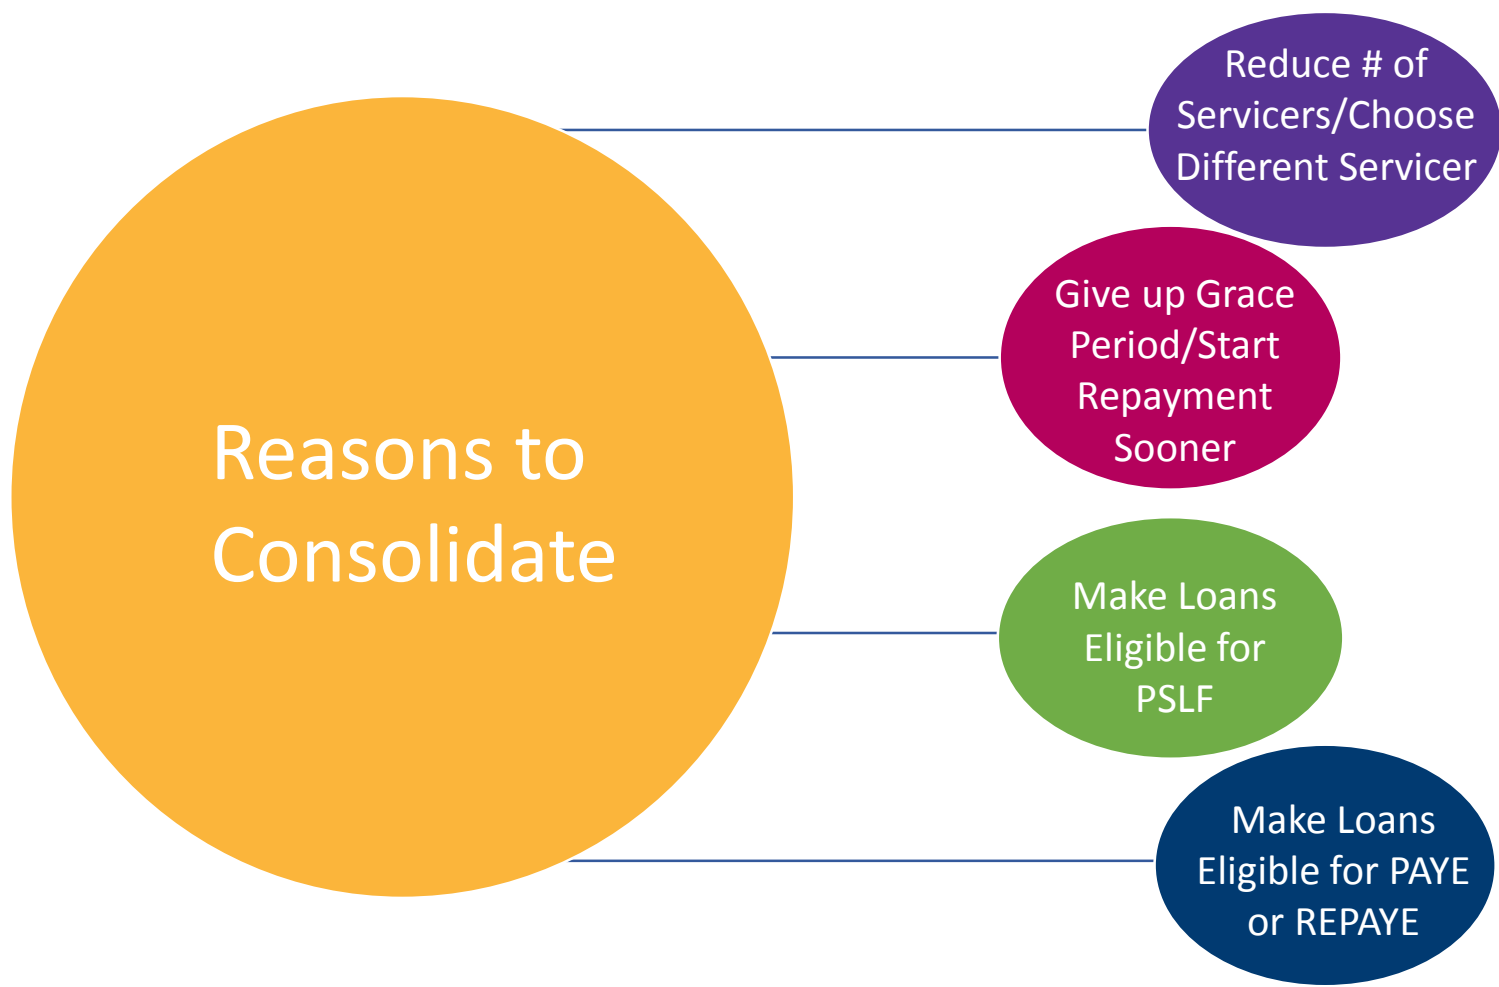 Reasons to
Consolidate
Reduce # of
Servicers/Choose
Different Servicer
Give up Grace
Period/Start
Repayment
Sooner
Make Loans
Eligible for
PSLF
Make Loans
Eligible for PAYE
or REPAYE